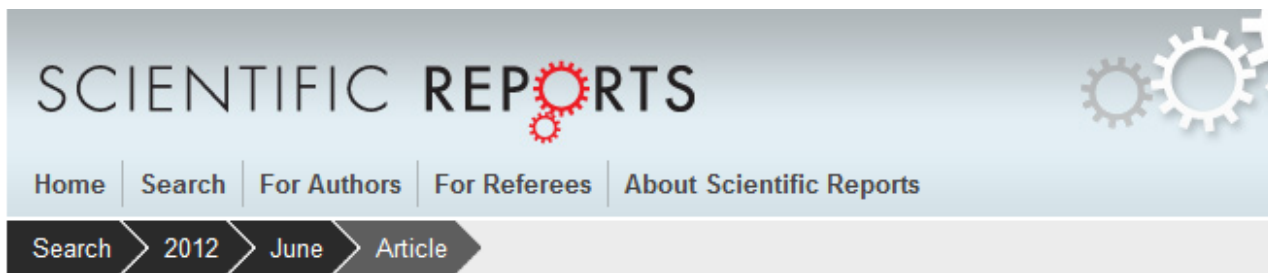 SCIENTIFIC REPORTS
Home Search For Authors For Referees About Scientific Reports
Search 2012 June Article